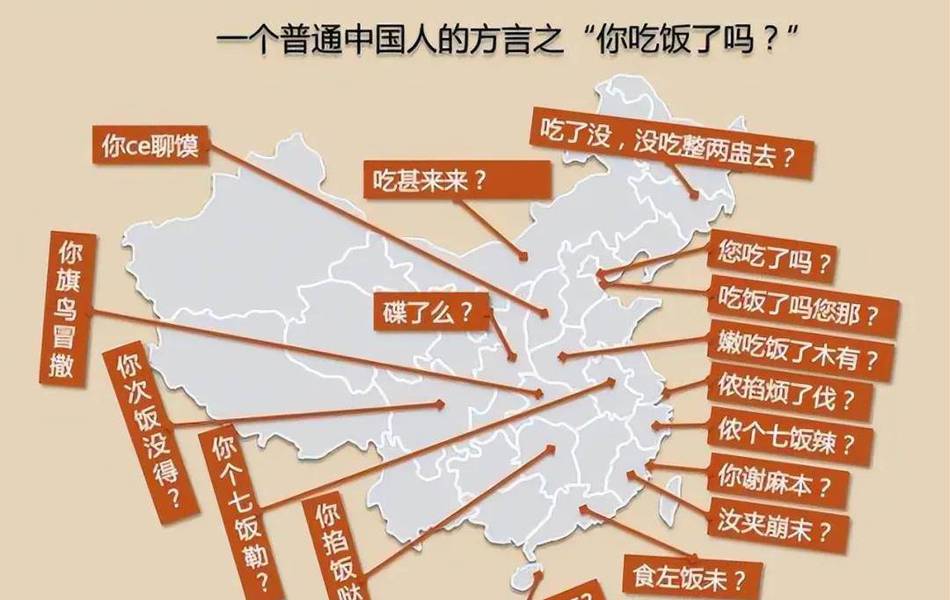 一个普通中国人的方言之“你吃饭了吗？”
吃了没，没吃整两盅去？
你ce聊馍
吃甚来来？
您吃了吗？
你旗鸟冒撒
吃饭了吗您那？
碟了么？
嫩吃饭了木有？
你次饭没得？
侬掐烦了伐？
侬个七饭辣？
你个七饭勒？
你谢麻本？
你掐饭哒
汝夹崩末？
食左饭未？